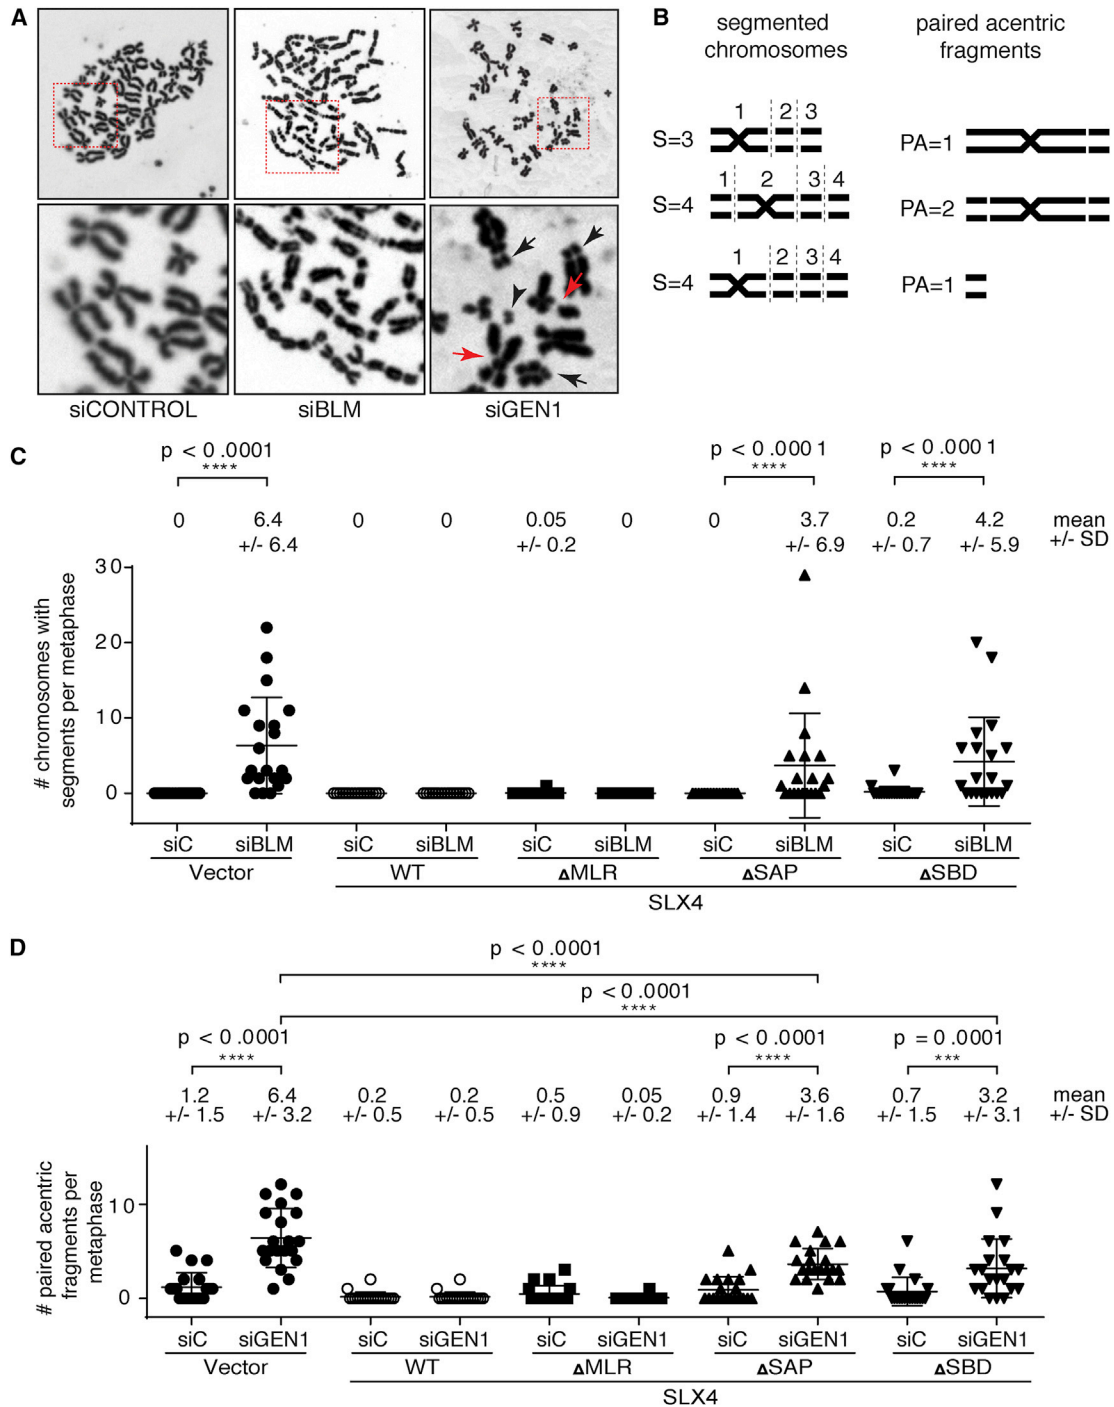 A
siCONTROL
siBLM
siGEN1
B
segmented
chromosomes
paired acentric
fragments
1 2 3
S=3
PA=1
1 2 3 4
S=4
PA=2
1 2 3 4
S=4
PA=1
C
p < 0 .0001
****
p < 0 .000 1
****
p < 0 .000 1
****
0 6.4 0 0 0.05 0 0 3.7 0.2 4.2 mean
+/- 6.4 +/- 0.2 +/- 6.9 +/- 0.7 +/- 5.9 +/- SD
# chromosomes with
segments per metaphase
30
20
10
0
siC siBLM siC siBLM siC siBLM siC siBLM siC siBLM
Vector WT ΔMLR ΔSAP ΔSBD
SLX4
D
p < 0 .0001
****
p < 0 .0001
****
p < 0 .0001
****
p < 0 .0001
****
p = 0.0001
***
1.2 6.4 0.2 0.2 0.5 0.05 0.9 3.6 0.7 3.2 mean
+/- 1.5 +/- 3.2 +/- 0.5 +/- 0.5 +/- 0.9 +/- 0.2 +/- 1.4 +/- 1.6 +/- 1.5 +/- 3.1 +/- SD
# paired acentric
fragments per
metaphase
10
0
siC siGEN1 siC siGEN1 siC siGEN1 siC siGEN1 siC siGEN1
Vector WT ΔMLR ΔSAP ΔSBD
SLX4